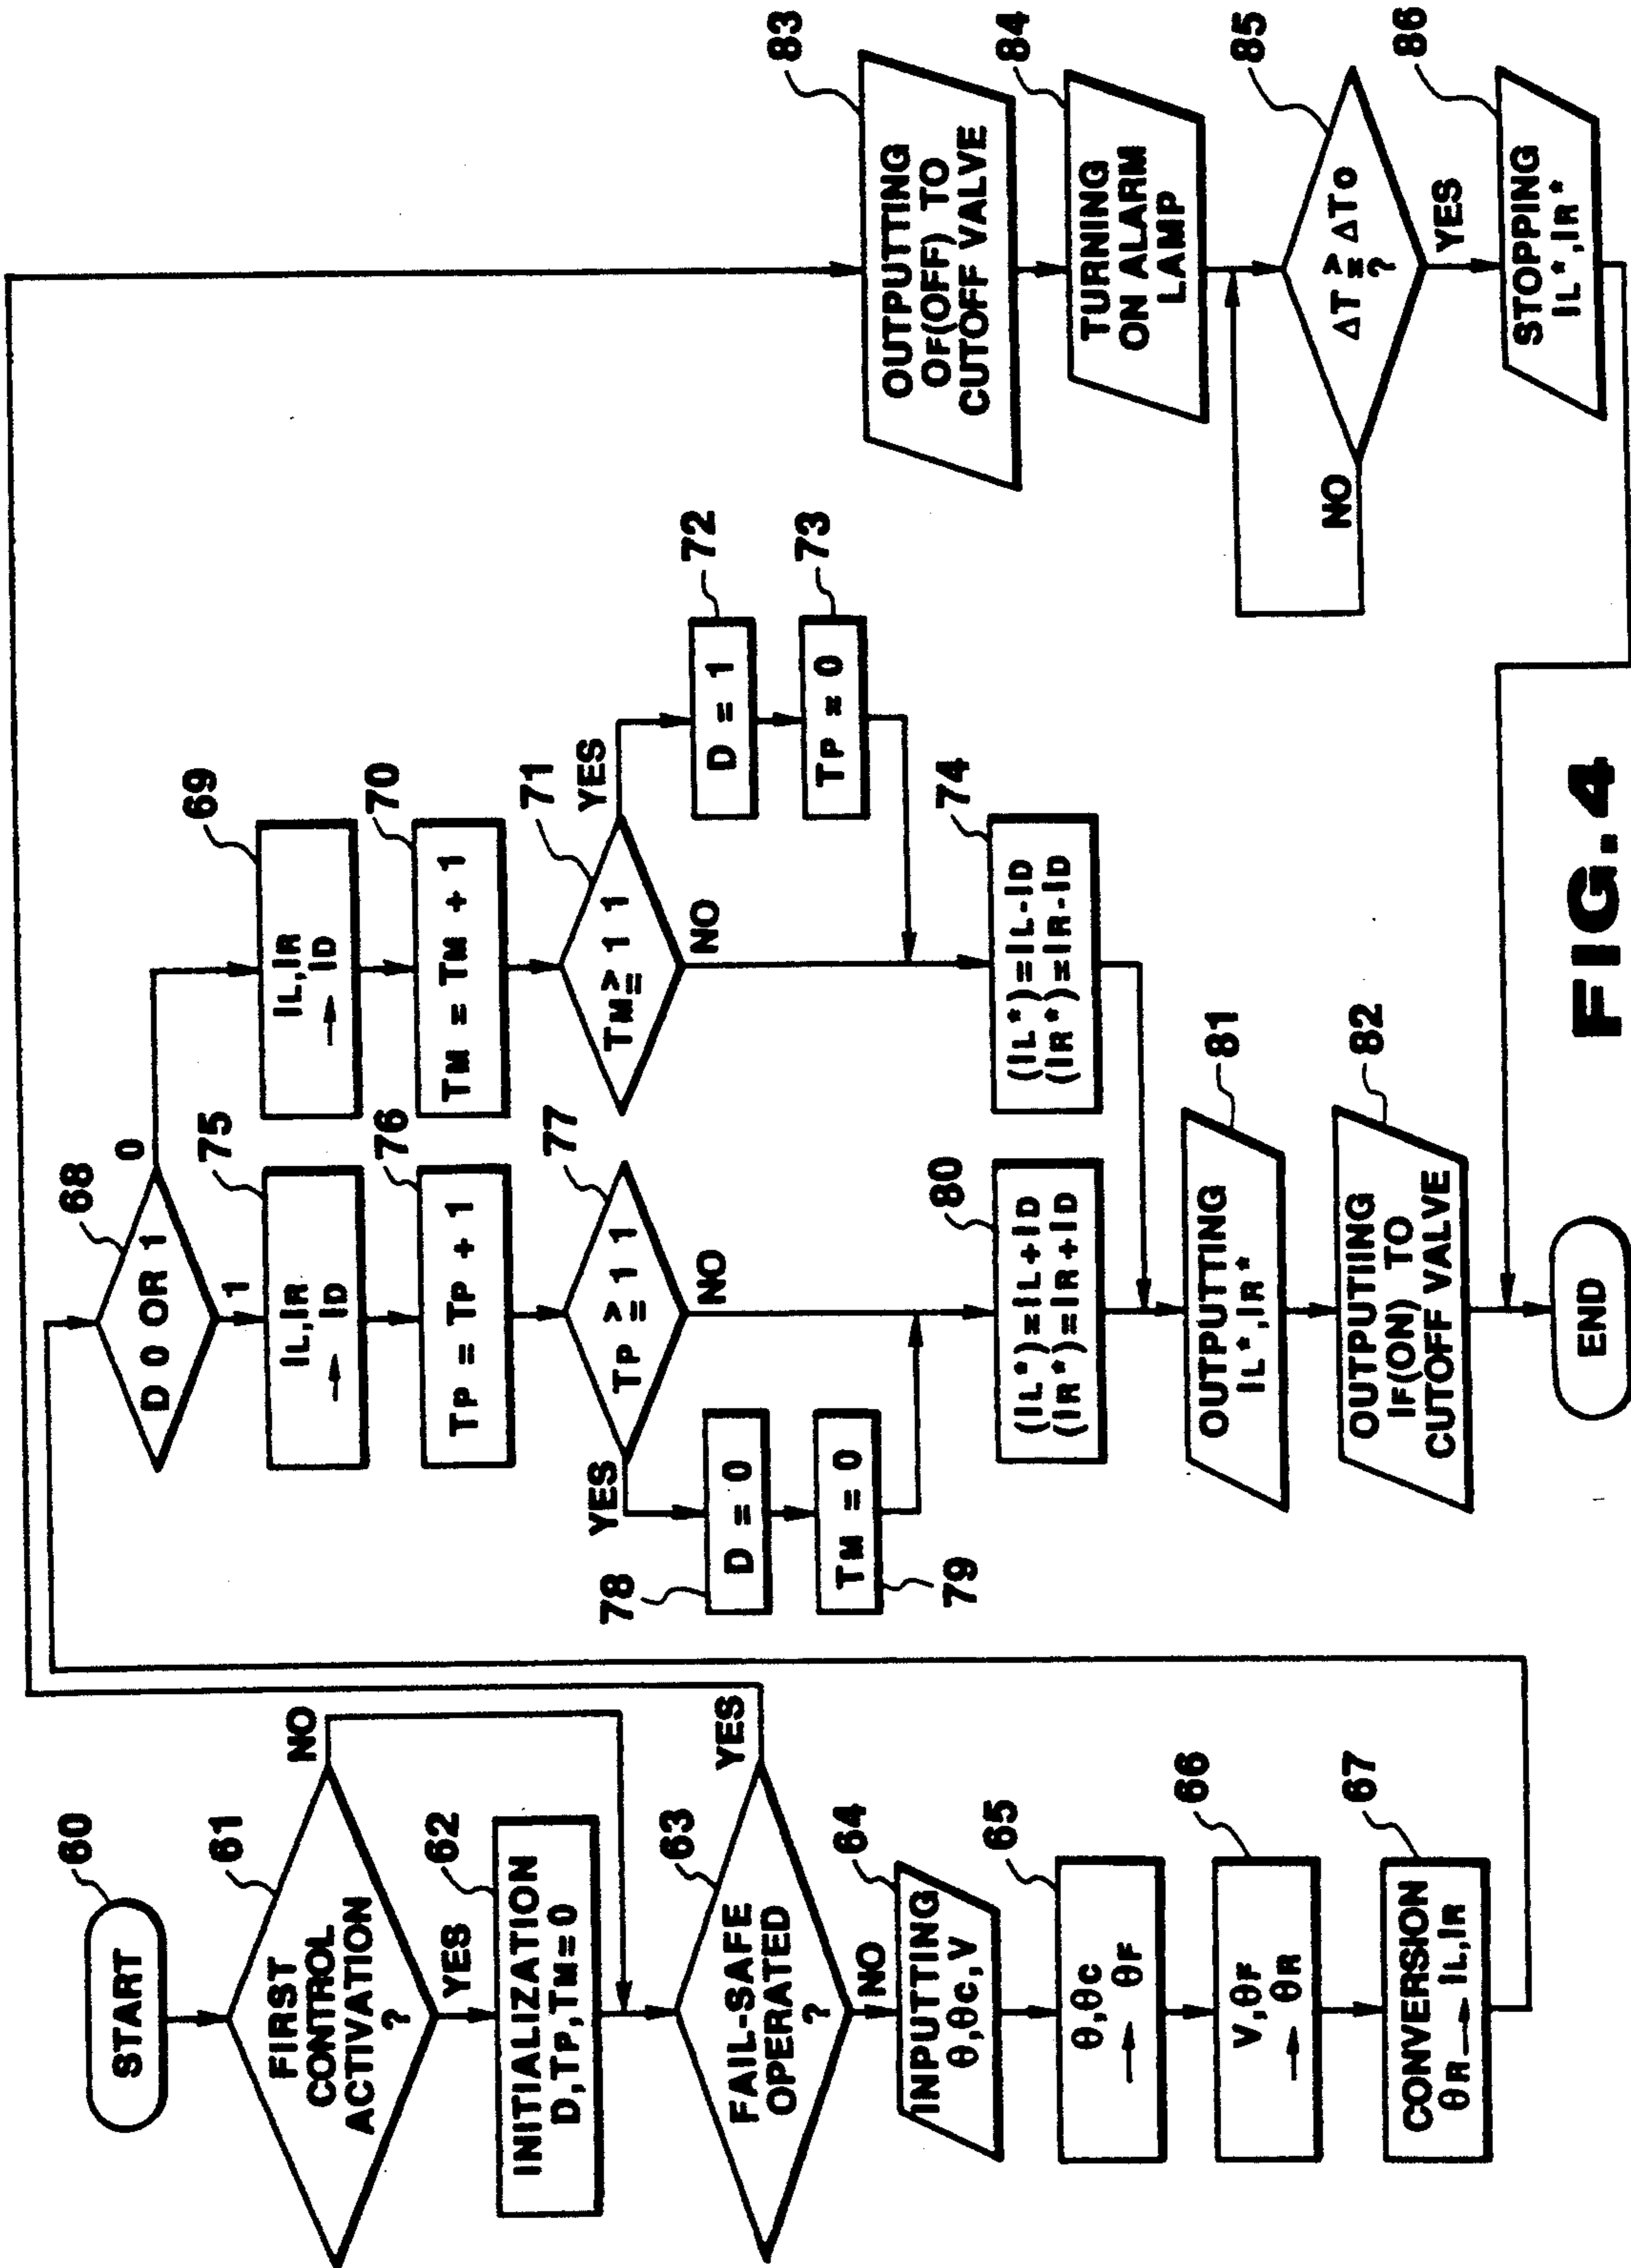 START
60
FIRST
CONTROL
ACTIVATION
?
61
NO
YES
INITIALIZATION
D,TP,TM=0
62
FAIL-SAFE
OPERATED
?
63
YES
NO
INPUTTING
θ,θC,V
64
θ,θC
→ θF
65
V,θF
→ θR
66
CONVERSION
θR → IL,IR
67
D 0 OR 1
68
0
1
IL,IR
→ ID
69
TM = TM + 1
70
TM ≧ 11
71
YES
NO
D = 1
72
TP = 0
73
(IL*)=IL-ID
(IR*)=IR-ID
74
IL,IR
→ ID
75
TP = TP + 1
76
TP ≧ 11
77
YES
NO
D = 0
78
TM = 0
79
(IL*)=IL+ID
(IR*)=IR+ID
80
OUTPUTTING
IL*,IR*
81
OUTPUTIING
IF(ON) TO
CUTOFF VALVE
82
END
OUTPUTING
OF(OFF) TO
CUTOFF VALVE
83
TURNING
ON ALARM
LAMP
84
ΔT ≧ ΔTO
?
85
NO
YES
STOPPING
IL*,IR*
86
FIG.4